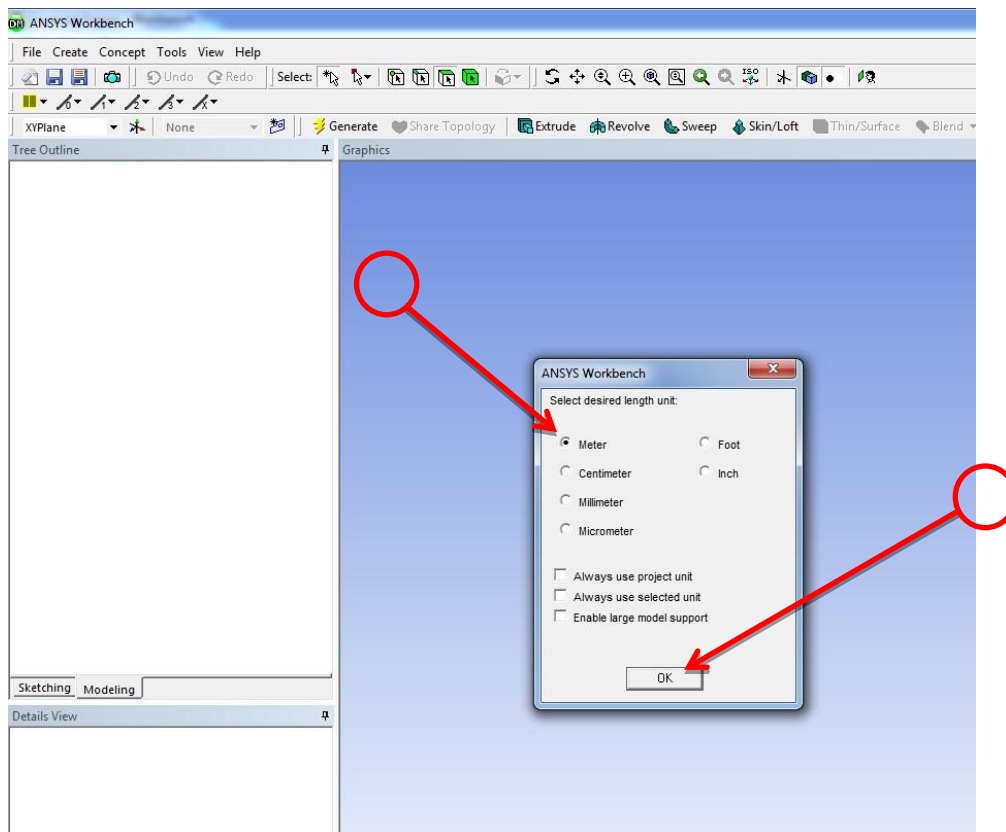 ANSYS Workbench
File Create Concept Tools View Help
Undo Redo Select:
XYPlane None Generate Share Topology Extrude Revolve Sweep Skin/Loft Thin/Surface Blend
Tree Outline Graphics
ANSYS Workbench
Select desired length unit:
Meter Foot
Centimeter Inch
Millimeter
Micrometer
Always use project unit
Always use selected unit
Enable large model support
OK
Sketching Modeling
Details View